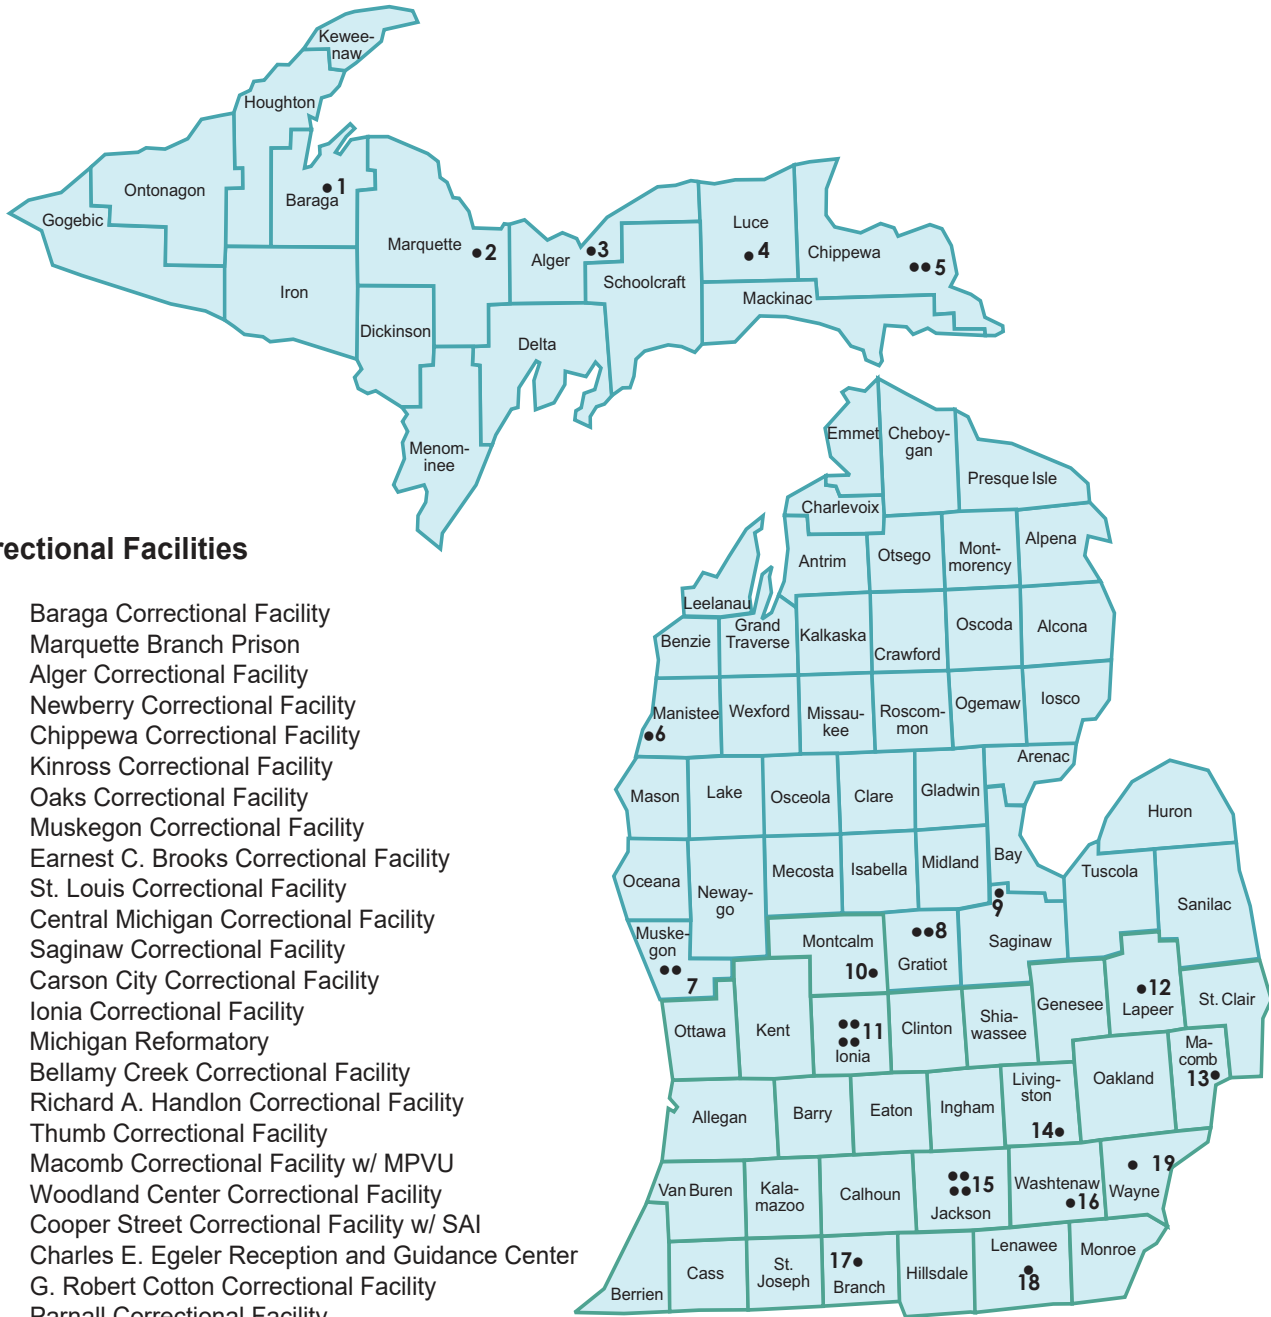 Kewee-
naw
Houghton
Ontonagon
Baraga
1
Gogebic
Marquette
2
Alger
3
Luce
4
Chippewa
5
Iron
Schoolcraft
Mackinac
Dickinson
Delta
Menom-
inee
Emmet
Cheboy-
gan
Presque Isle
Charlevoix
Antrim
Otsego
Mont-
morency
Alpena
Leelanau
Benzie
Grand
Traverse
Kalkaska
Crawford
Oscoda
Alcona
Manistee
6
Wexford
Missau-
kee
Roscom-
mon
Ogemaw
Iosco
Arenac
Mason
Lake
Osceola
Clare
Gladwin
Huron
Oceana
Neway-
go
Mecosta
Isabella
Midland
Bay
9
Tuscola
Sanilac
Muske-
gon
7
Montcalm
10
8
Gratiot
Saginaw
Ottawa
Kent
11
Ionia
Clinton
Shia-
wassee
Genesee
12
Lapeer
St. Clair
Allegan
Barry
Eaton
Ingham
Living-
ston
14
Oakland
Ma-
comb
13
Van Buren
Kala-
mazoo
Calhoun
15
Jackson
Washtenaw
16
19
Wayne
Berrien
Cass
St.
Joseph
17
Branch
Hillsdale
Lenawee
18
Monroe
rectional Facilities
Baraga Correctional Facility
Marquette Branch Prison
Alger Correctional Facility
Newberry Correctional Facility
Chippewa Correctional Facility
Kinross Correctional Facility
Oaks Correctional Facility
Muskegon Correctional Facility
Earnest C. Brooks Correctional Facility
St. Louis Correctional Facility
Central Michigan Correctional Facility
Saginaw Correctional Facility
Carson City Correctional Facility
Ionia Correctional Facility
Michigan Reformatory
Bellamy Creek Correctional Facility
Richard A. Handlon Correctional Facility
Thumb Correctional Facility
Macomb Correctional Facility w/ MPVU
Woodland Center Correctional Facility
Cooper Street Correctional Facility w/ SAI
Charles E. Egeler Reception and Guidance Center
G. Robert Cotton Correctional Facility
Parnall Correctional Facility